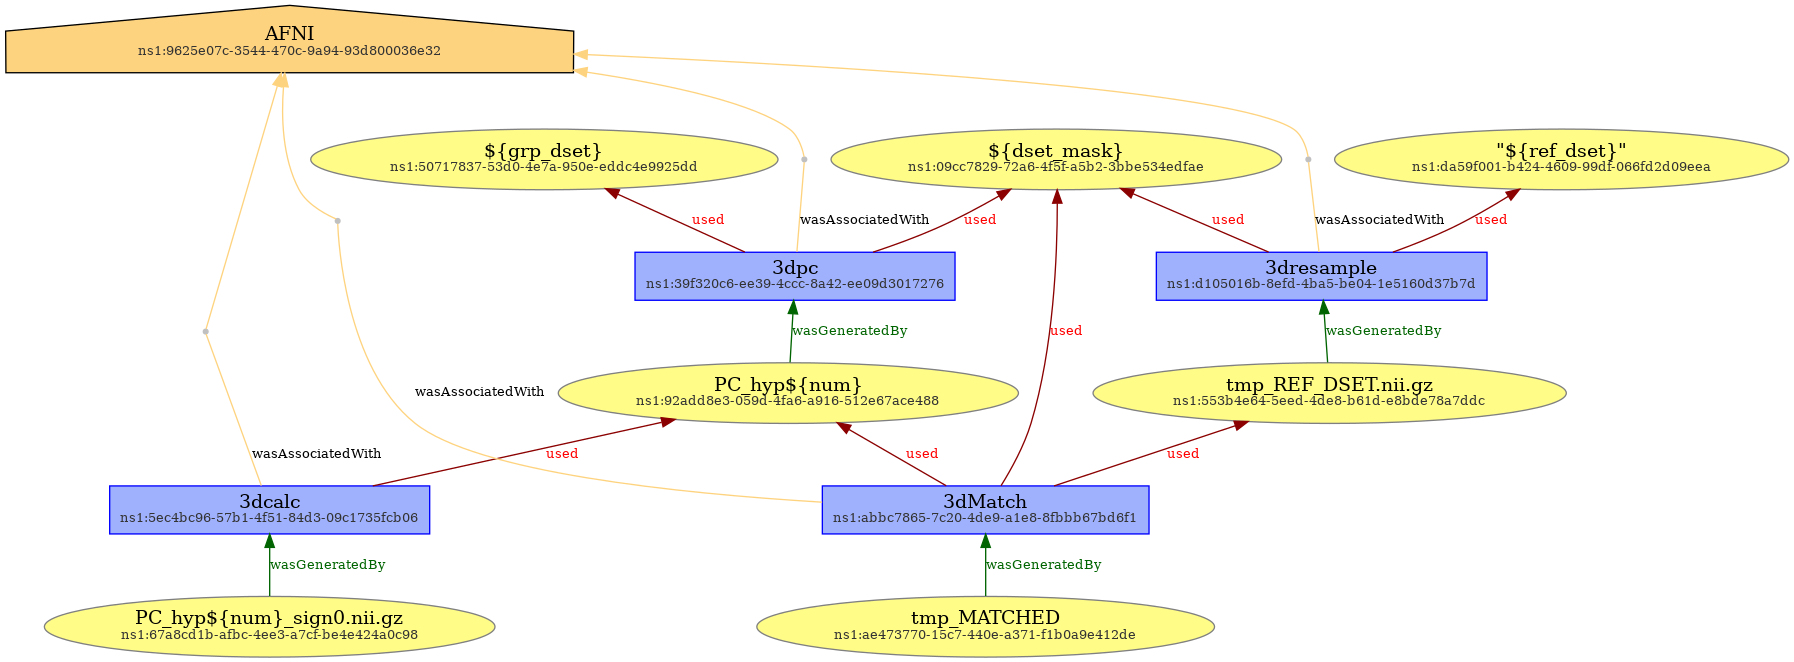 AFNI
ns1:9625e07c-3544-470c-9a94-93d800036e32
${grp_dset}
ns1:50717837-53d0-4e7a-950e-eddc4e9925dd
${dset_mask}
ns1:09cc7829-72a6-4f5f-a5b2-3bbe534edfae
"${ref_dset}"
ns1:da59f001-b424-4609-99df-066fd2d09eea
used
wasAssociatedWith
used
used
wasAssociatedWith
used
3dpc
ns1:39f320c6-ee39-4ccc-8a42-ee09d3017276
3dresample
ns1:d105016b-8efd-4ba5-be04-1e5160d37b7d
wasGeneratedBy
used
wasGeneratedBy
PC_hyp${num}
ns1:92add8e3-059d-4fa6-a916-512e67ace488
tmp_REF_DSET.nii.gz
ns1:553b4e64-5eed-4de8-b61d-e8bde78a7ddc
wasAssociatedWith
wasAssociatedWith
used
used
used
3dcalc
ns1:5ec4bc96-57b1-4f51-84d3-09c1735fcb06
3dMatch
ns1:abbc7865-7c20-4de9-a1e8-8fbbb67bd6f1
wasGeneratedBy
wasGeneratedBy
PC_hyp${num}_sign0.nii.gz
ns1:67a8cd1b-afbc-4ee3-a7cf-be4e424a0c98
tmp_MATCHED
ns1:ae473770-15c7-440e-a371-f1b0a9e412de